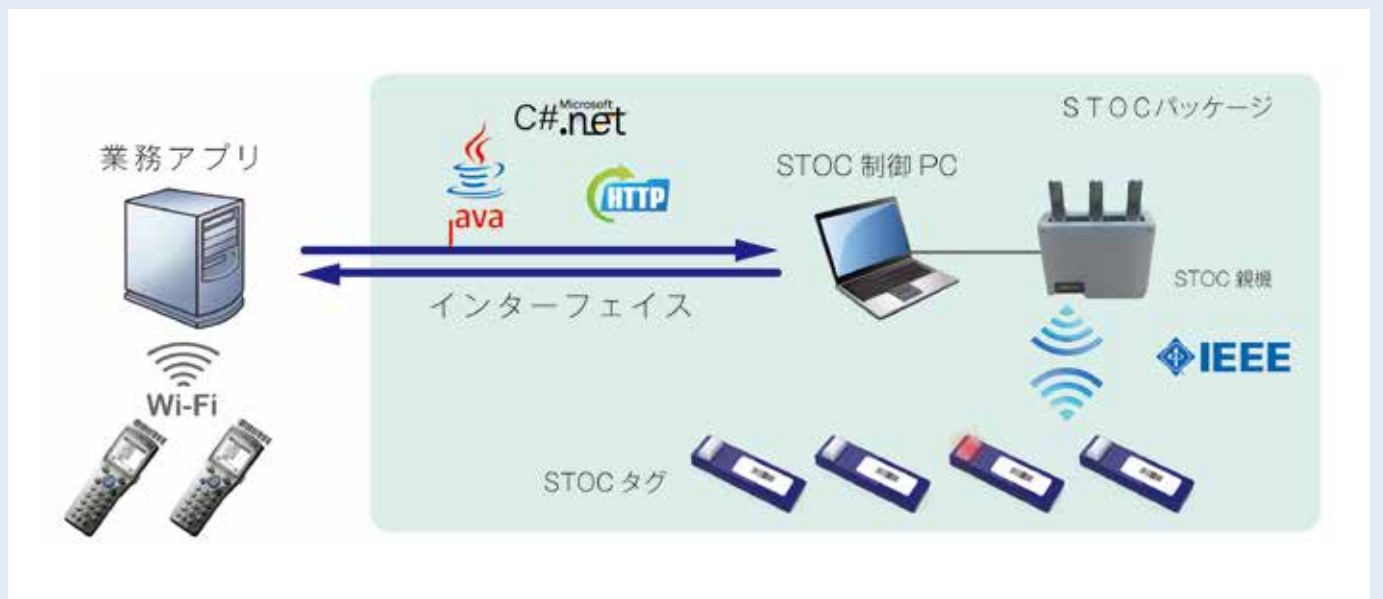 C#
Microsoft
.net
STOCパッケージ
業務アプリ
Java
HTTP
STOC 制御 PC
STOC 親機
インターフェイス
IEEE
Wi-Fi
STOC タグ